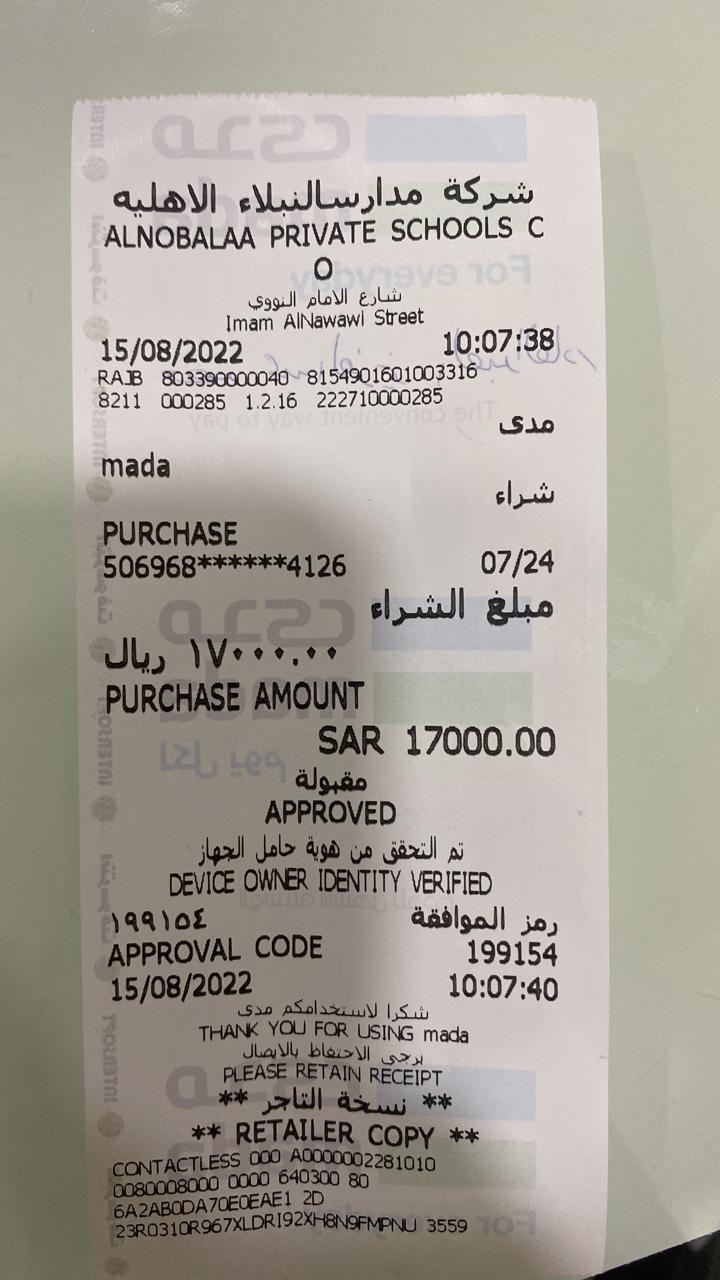 شركة مدارسالنبلاء الاهليه
ALNOBALAA PRIVATE SCHOOLS C
O
شارع الامام النووي
Imam AlNawawi Street
15/08/2022 10:07:38
RAJB 803390000040 8154901601003316
8211 000285 1.2.16 222710000285
مدى
mada
شراء
PURCHASE
506968******4126 07/24
مبلغ الشراء
١٧٠٠٠.٠٠ ريال
PURCHASE AMOUNT
SAR 17000.00
مقبولة
APPROVED
تم التحقق من هوية حامل الجهاز
DEVICE OWNER IDENTITY VERIFIED
رمز الموافقة ١٩٩١٥٤
APPROVAL CODE 199154
15/08/2022 10:07:40
شكرا لاستخدامكم مدى
THANK YOU FOR USING mada
يرجى الاحتفاظ بالايصال
PLEASE RETAIN RECEIPT
** نسخة التاجر **
** RETAILER COPY **
CONTACTLESS 000 A0000002281010
0080008000 0000 640300 80
6A2AB0DA70E0EAE1 2D
23R0310R967XLDRI92XH8N9FMPNU 3559